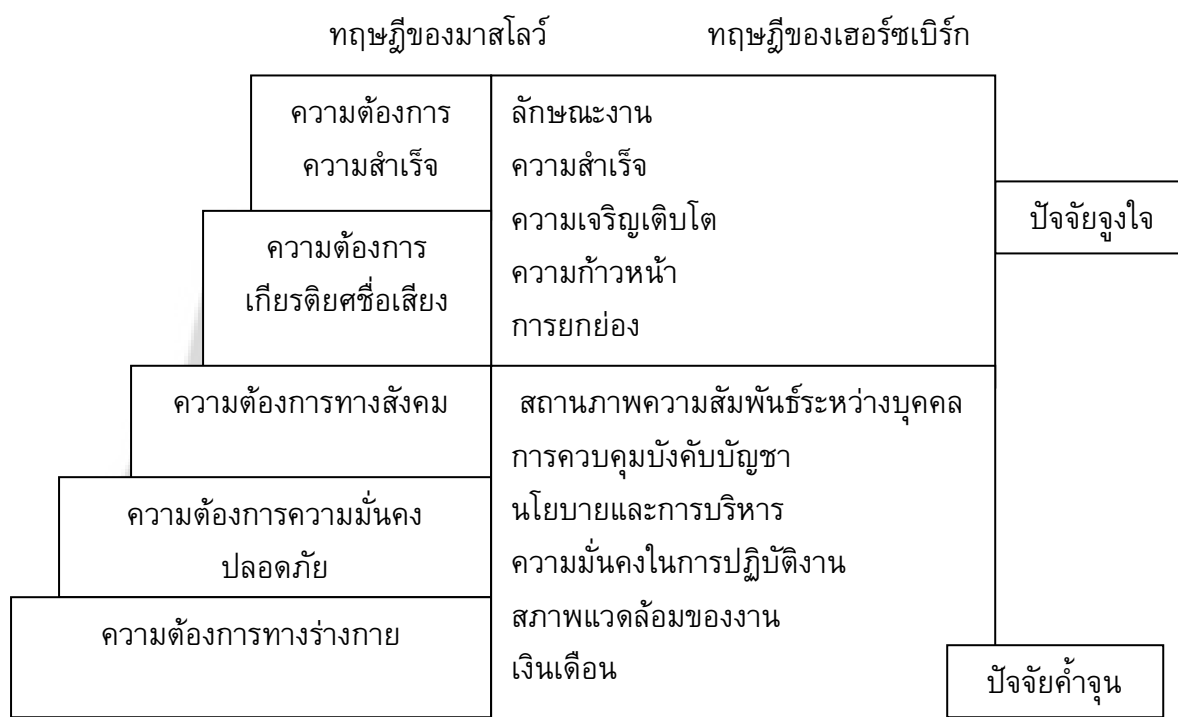 ทฤษฎีของมาสโลว์
ทฤษฎีของเฮอร์ซเบิร์ก
ความต้องการ
ความสำเร็จ
ความต้องการ
เกียรติยศชื่อเสียง
ความต้องการทางสังคม
ความต้องการความมั่นคง
ปลอดภัย
ความต้องการทางร่างกาย
ลักษณะงาน
ความสำเร็จ
ความเจริญเติบโต
ความก้าวหน้า
การยกย่อง
สถานภาพความสัมพันธ์ระหว่างบุคคล
การควบคุมบังคับบัญชา
นโยบายและการบริหาร
ความมั่นคงในการปฏิบัติงาน
สภาพแวดล้อมของงาน
เงินเดือน
ปัจจัยจูงใจ
ปัจจัยค้ำจุน